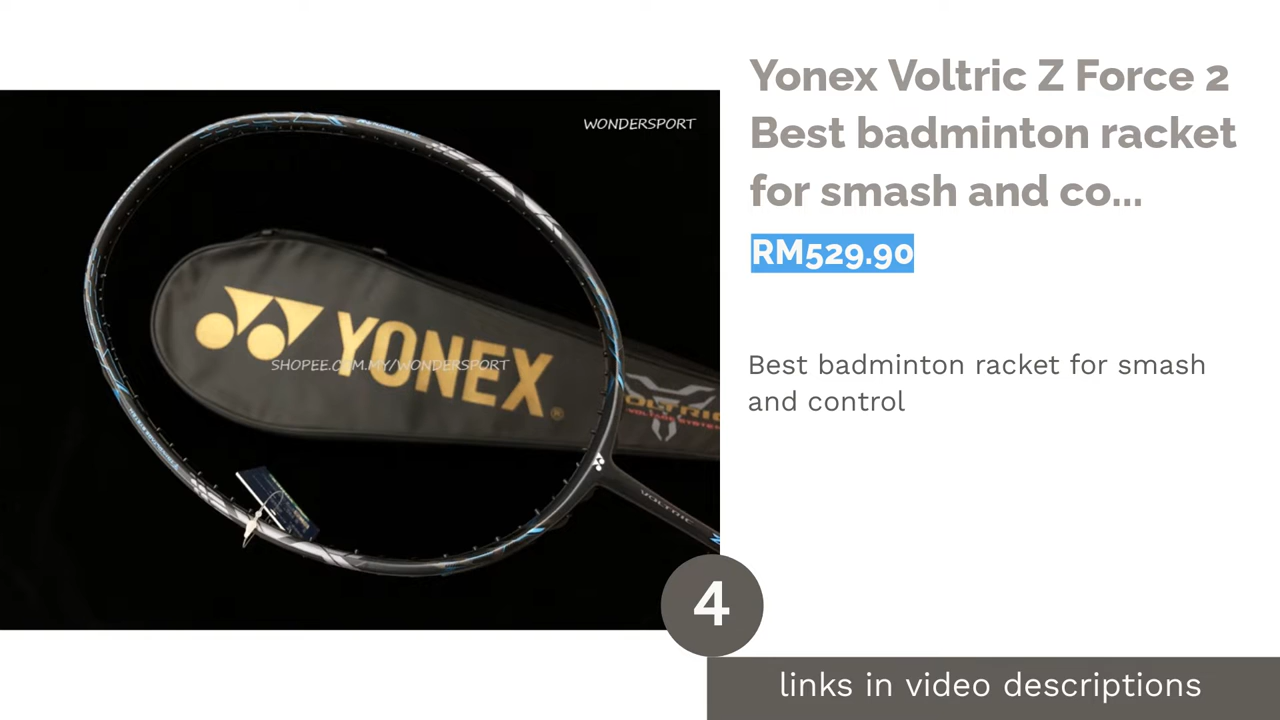 Yonex Voltric Z Force 2
Best badminton racket
for smash and co...
RM529.90
Best badminton racket for smash
and control
WONDERSPORT
YONEX
SHOPEE.COM.MY/WONDERSPORT
VOLTRIC
4
links in video descriptions